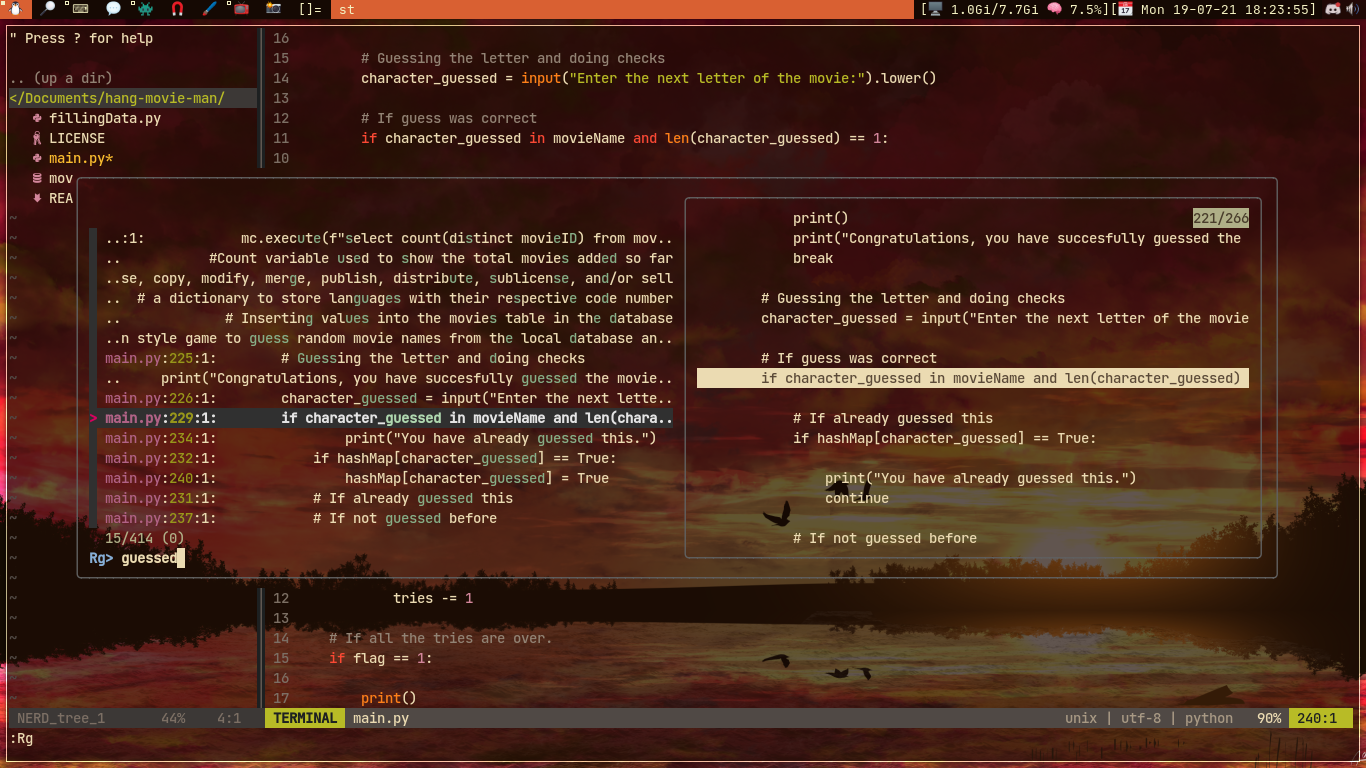 []= st [ 1.0Gi/7.7Gi 7.5%][ Mon 19-07-21 18:23:55]
" Press ? for help
.. (up a dir)
</Documents/hang-movie-man/
fillingData.py
LICENSE
main.py*
mov
REA
16
15 # Guessing the letter and doing checks
14 character_guessed = input("Enter the next letter of the movie:").lower()
13
12 # If guess was correct
11 if character_guessed in movieName and len(character_guessed) == 1:
10
..:1: mc.execute(f"select count(distinct movieID) from mov..
.. #Count variable used to show the total movies added so far
..se, copy, modify, merge, publish, distribute, sublicense, and/or sell
.. # a dictionary to store languages with their respective code number
.. # Inserting values into the movies table in the database
..n style game to guess random movie names from the local database an..
main.py:225:1: # Guessing the letter and doing checks
.. print("Congratulations, you have succesfully guessed the movie..
main.py:226:1: character_guessed = input("Enter the next lette..
> main.py:229:1: if character_guessed in movieName and len(chara..
main.py:234:1: print("You have already guessed this.")
main.py:232:1: if hashMap[character_guessed] == True:
main.py:240:1: hashMap[character_guessed] = True
main.py:231:1: # If already guessed this
main.py:237:1: # If not guessed before
15/414 (0)
Rg> guessed
print() 221/266
print("Congratulations, you have succesfully guessed the
break
# Guessing the letter and doing checks
character_guessed = input("Enter the next letter of the movie
# If guess was correct
if character_guessed in movieName and len(character_guessed)
# If already guessed this
if hashMap[character_guessed] == True:
print("You have already guessed this.")
continue
# If not guessed before
12 tries -= 1
13
14 # If all the tries are over.
15 if flag == 1:
16
17 print()
NERD_tree_1 44% 4:1 TERMINAL main.py unix | utf-8 | python 90% 240:1
:Rg